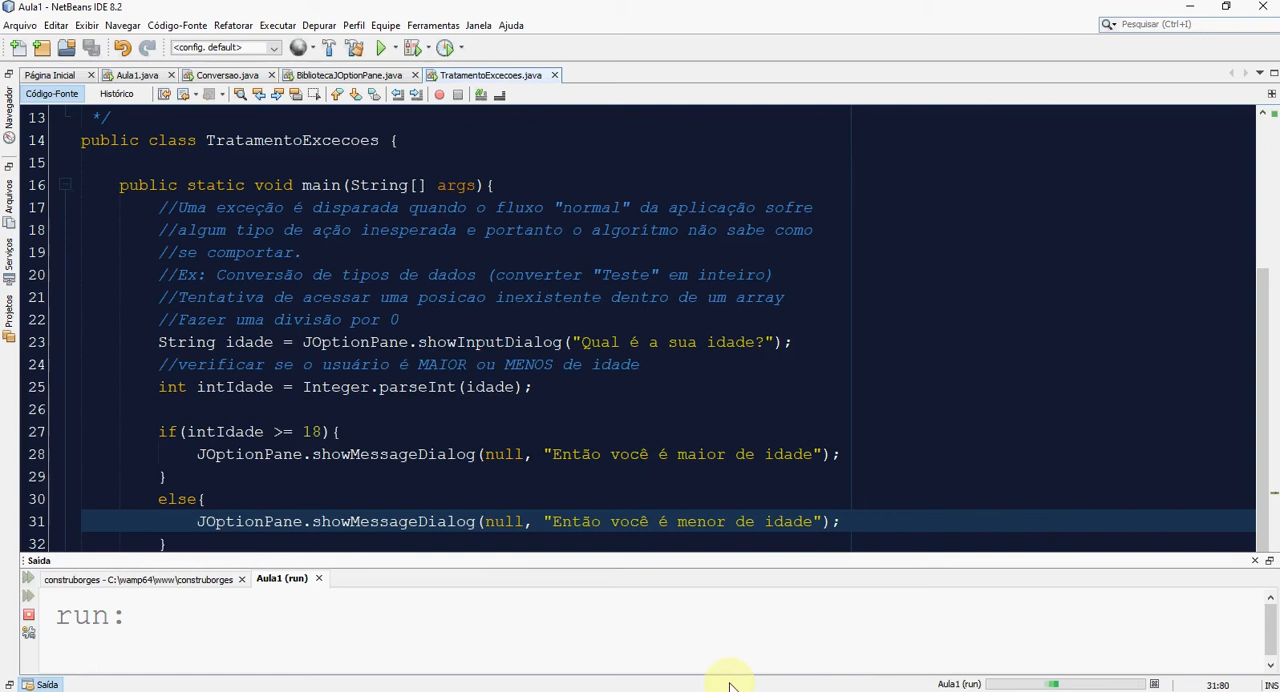 Aula1 - NetBeans IDE 8.2
Arquivo Editar Exibir Navegar Código-Fonte Refatorar Executar Depurar Perfil Equipe Ferramentas Janela Ajuda
Pesquisar (Ctrl+I)
<config. default>
Página Inicial Aula1.java Conversao.java BibliotecaJOptionPane.java TratamentoExcecoes.java
Código-Fonte Histórico
Navegador
Arquivos
Serviços
Projetos
13 */
14 public class TratamentoExcecoes {
15
16 public static void main(String[] args){
17 //Uma exceção é disparada quando o fluxo "normal" da aplicação sofre
18 //algum tipo de ação inesperada e portanto o algorítmo não sabe como
19 //se comportar.
20 //Ex: Conversão de tipos de dados (converter "Teste" em inteiro)
21 //Tentativa de acessar uma posicao inexistente dentro de um array
22 //Fazer uma divisão por 0
23 String idade = JOptionPane.showInputDialog("Qual é a sua idade?");
24 //verificar se o usuário é MAIOR ou MENOS de idade
25 int intIdade = Integer.parseInt(idade);
26
27 if(intIdade >= 18){
28 JOptionPane.showMessageDialog(null, "Então você é maior de idade");
29 }
30 else{
31 JOptionPane.showMessageDialog(null, "Então você é menor de idade");
32 }
Saída
construborges - C:\wamp64\www\construborges Aula1 (run)
run:
Saída Aula1 (run) 31:80 INS